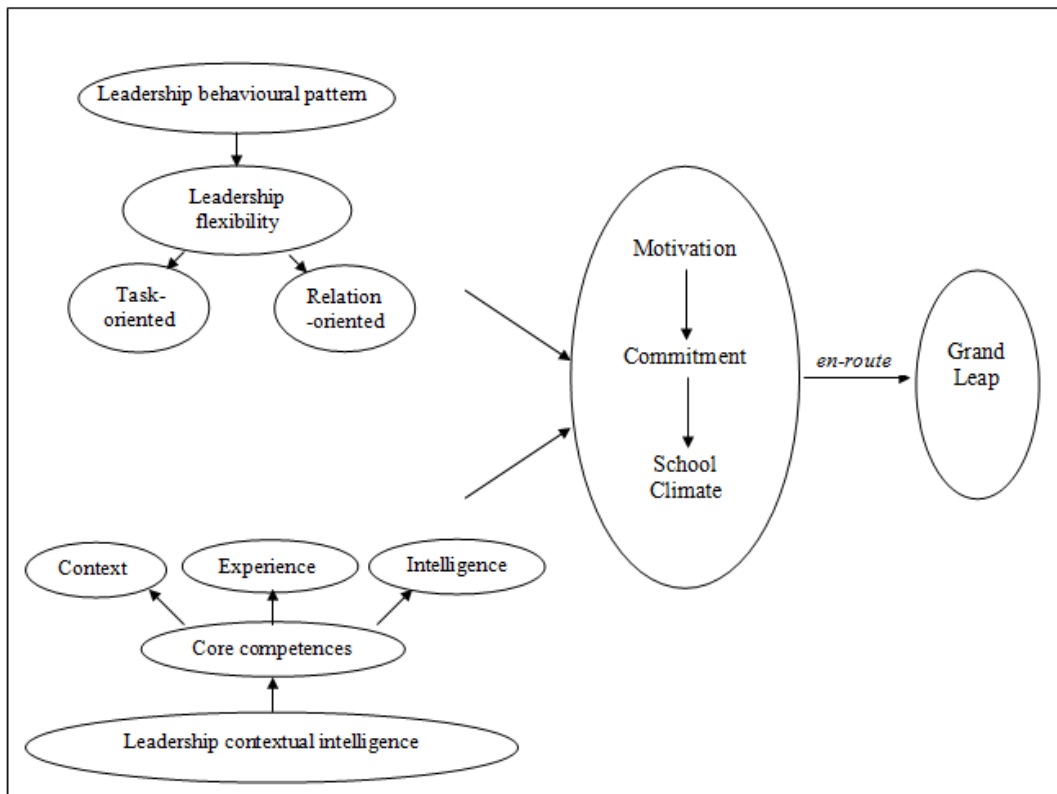 Leadership behavioural pattern
Leadership
flexibility
Task-
oriented
Relation
-oriented
Motivation
Commitment
School
Climate
en-route
Grand
Leap
Context
Experience
Intelligence
Core competences
Leadership contextual intelligence